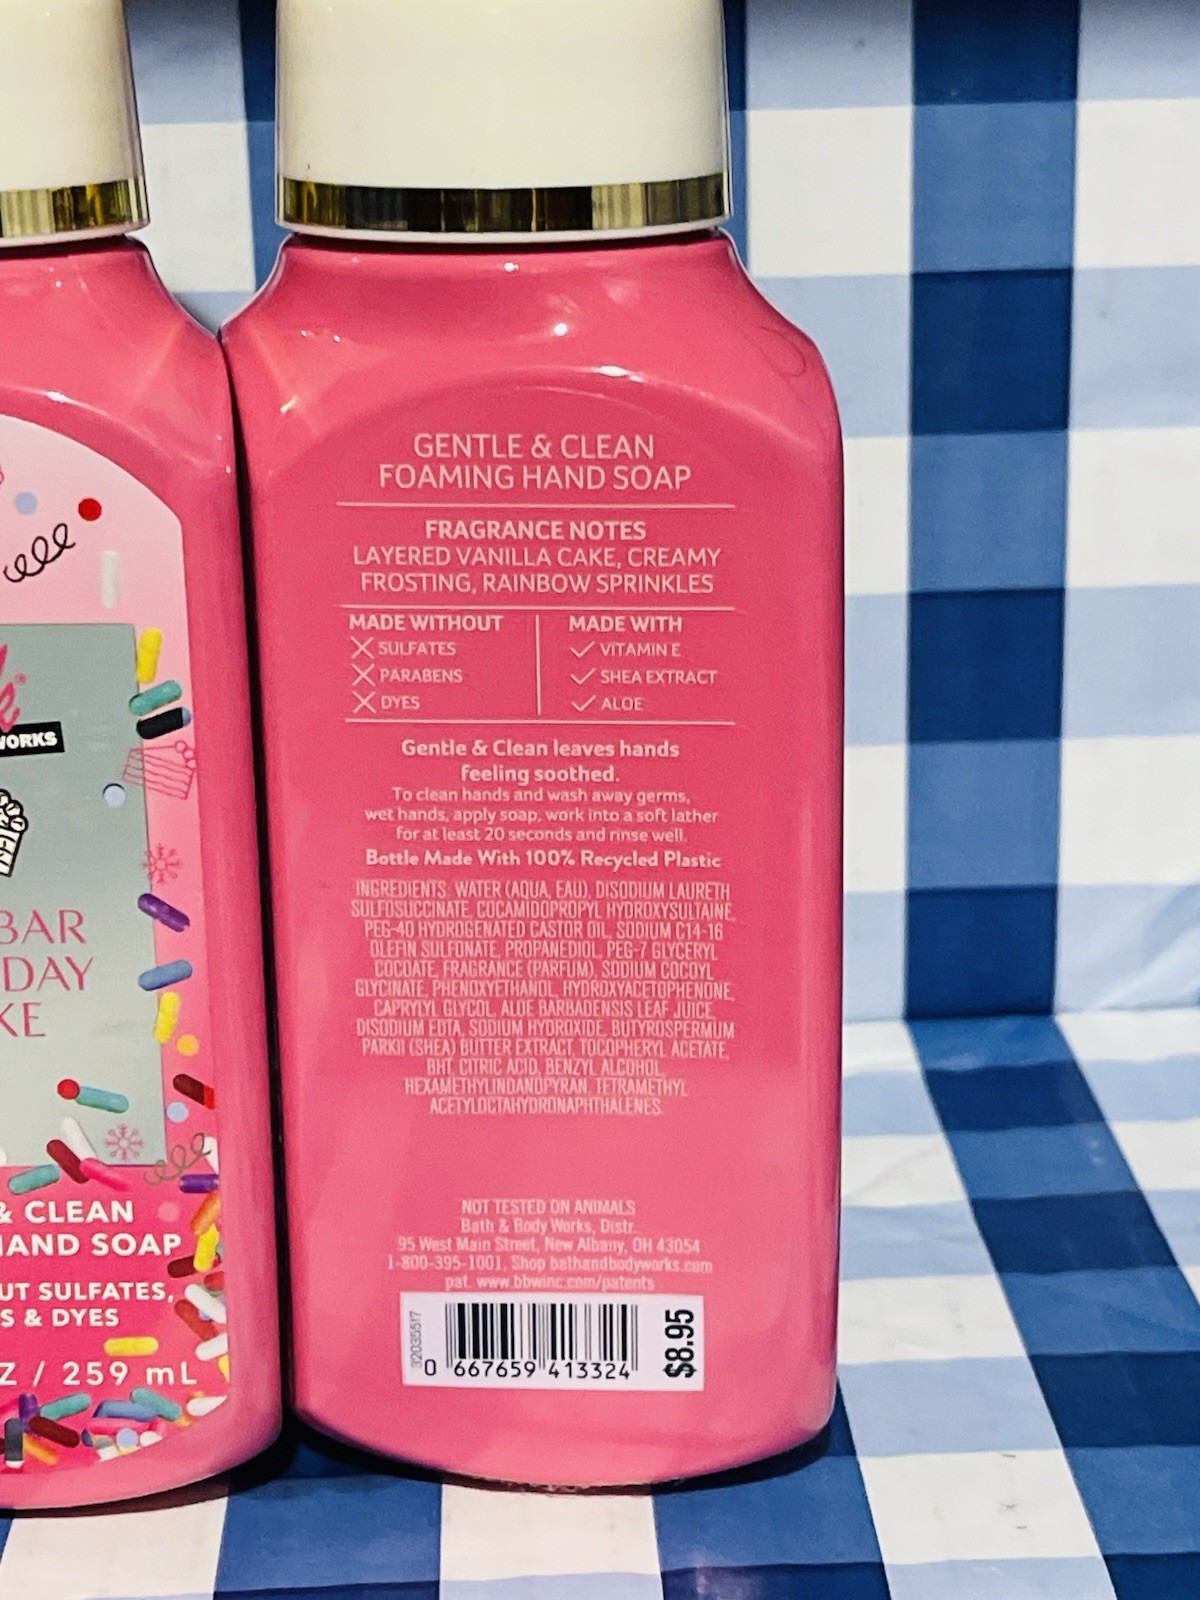 WORKS
BAR
DAY
KE
& CLEAN
HAND SOAP
UT SULFATES,
S & DYES
Z / 259 mL
GENTLE & CLEAN
FOAMING HAND SOAP
FRAGRANCE NOTES
LAYERED VANILLA CAKE, CREAMY
FROSTING, RAINBOW SPRINKLES
MADE WITHOUT
SULFATES
PARABENS
DYES
MADE WITH
VITAMIN E
SHEA EXTRACT
ALOE
Gentle & Clean leaves hands
feeling soothed.
To clean hands and wash away germs,
wet hands, apply soap, work into a soft lather
for at least 20 seconds and rinse well.
Bottle Made With 100% Recycled Plastic
INGREDIENTS: WATER (AQUA, EAU), DISODIUM LAURETH
SULFOSUCCINATE, COCAMIDOPROPYL HYDROXYSULTAINE,
PEG-40 HYDROGENATED CASTOR OIL, SODIUM C14-16
OLEFIN SULFONATE, PROPANEDIOL, PEG-7 GLYCERYL
COCOATE, FRAGRANCE (PARFUM), SODIUM COCOYL
GLYCINATE, PHENOXYETHANOL, HYDROXYACETOPHENONE,
CAPRYLYL GLYCOL, ALOE BARBADENSIS LEAF JUICE,
DISODIUM EDTA, SODIUM HYDROXIDE, BUTYROSPERMUM
PARKII (SHEA) BUTTER EXTRACT, TOCOPHERYL ACETATE,
BHT, CITRIC ACID, BENZYL ALCOHOL,
HEXAMETHYLINDANOPYRAN, TETRAMETHYL
ACETYLOCTAHYDRONAPHTHALENES.
NOT TESTED ON ANIMALS
Bath & Body Works, Distr.
95 West Main Street, New Albany, OH 43054
1-800-395-1001, Shop bathandbodyworks.com
pat. www.bbwinc.com/patents
32035517
0 667659 413324
$8.95